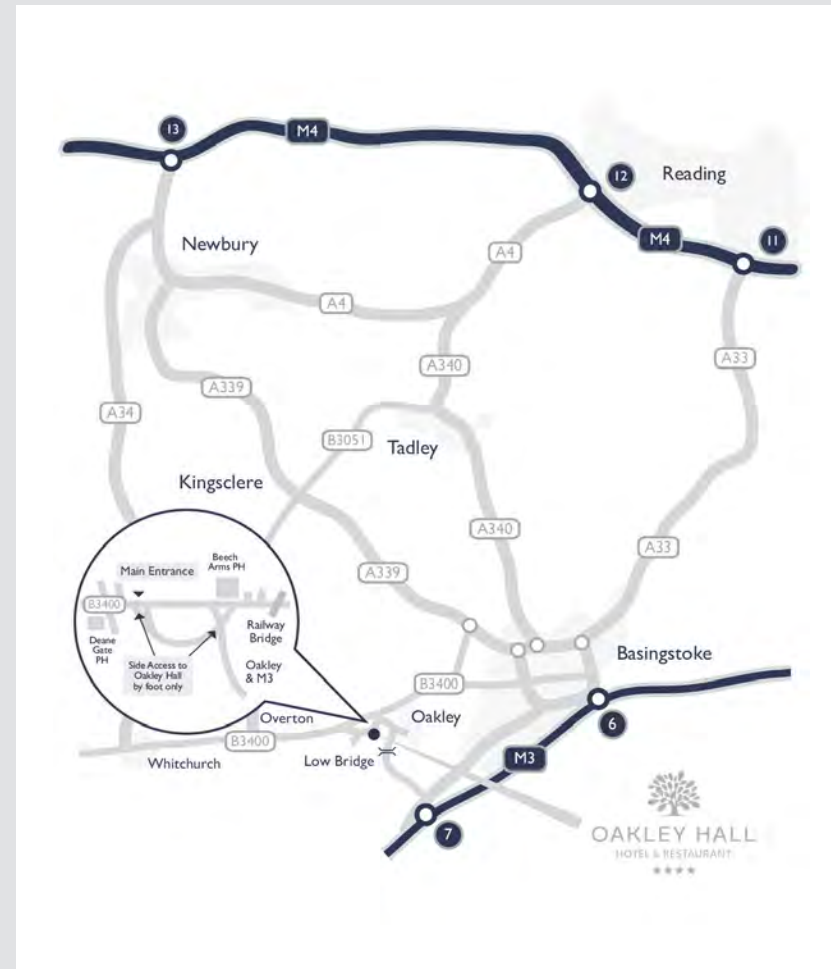 13
M4
12
Reading
M4
11
Newbury
A4
A4
A33
A340
A339
A34
B3051
Tadley
Kingsclere
A340
A33
A339
Beech
Arms PH
Main Entrance
B3400
Railway
Bridge
Deane
Gate
PH
Side Access to
Oakley Hall
by foot only
Oakley
& M3
Basingstoke
B3400
6
Overton
Oakley
B3400
Low Bridge
Whitchurch
M3
7
OAKLEY HALL
HOTEL & RESTAURANT